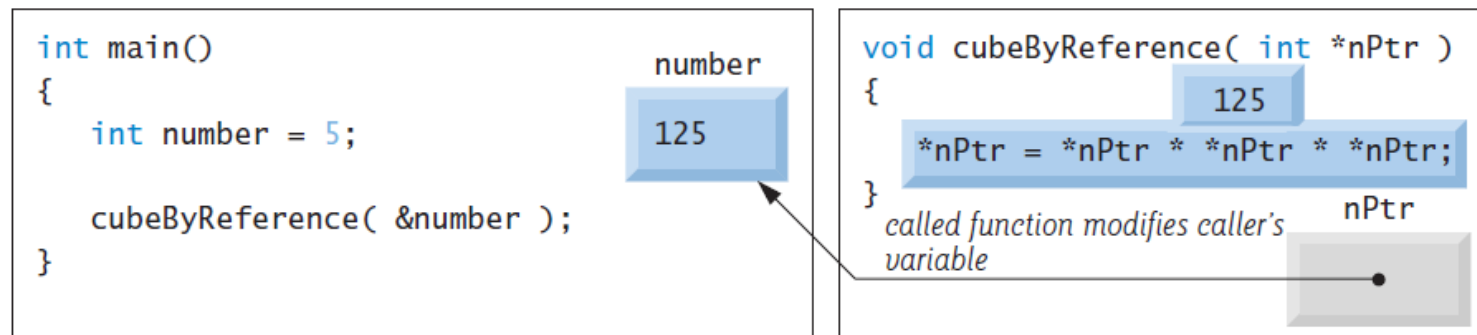 int main()
{
int number = 5;
cubeByReference( &number );
}
number
125
void cubeByReference( int *nPtr )
{
125
*nPtr = *nPtr * *nPtr * *nPtr;
}
called function modifies caller's
variable
nPtr